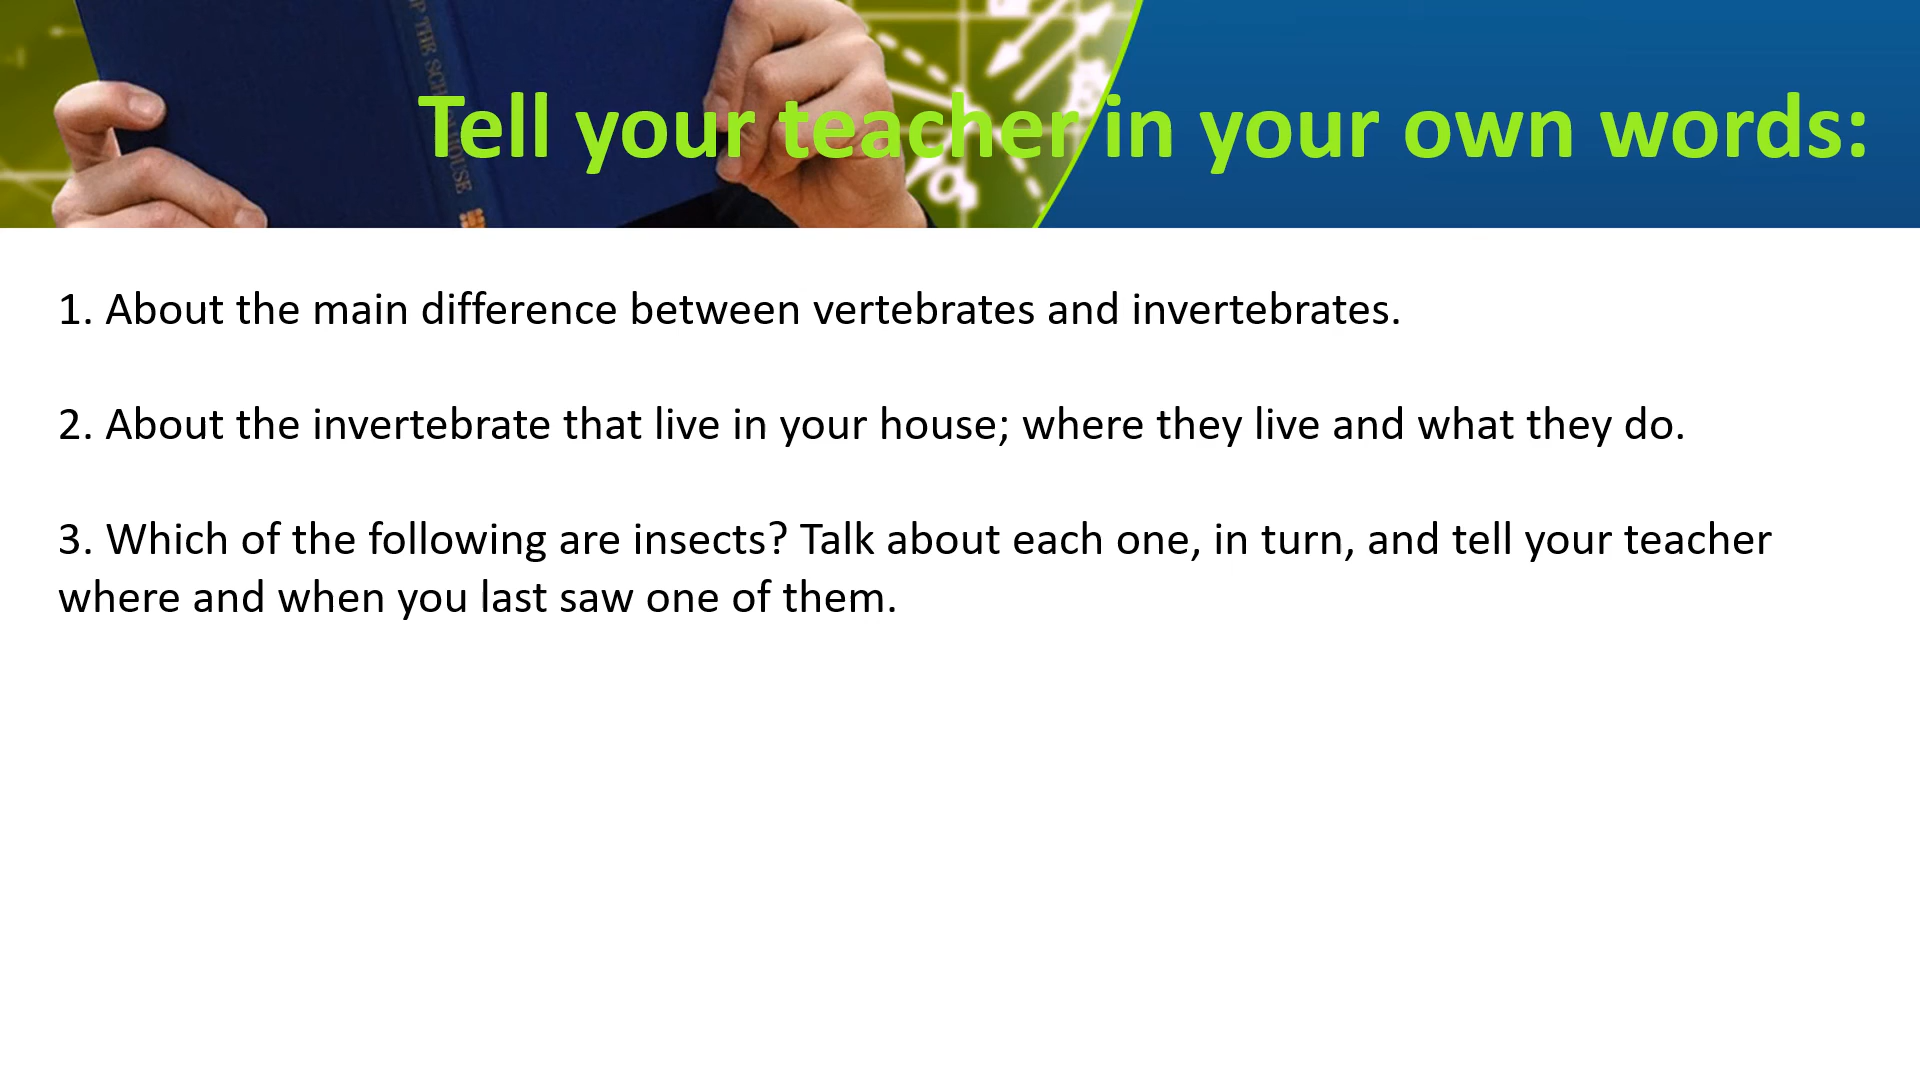 Tell your teacher in your own words:
1. About the main difference between vertebrates and invertebrates.
2. About the invertebrate that live in your house; where they live and what they do.
3. Which of the following are insects? Talk about each one, in turn, and tell your teacher
where and when you last saw one of them.